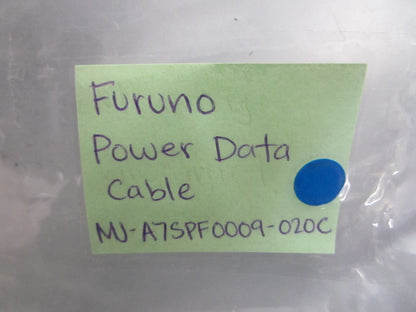 Furuno
Power Data
Cable
MJ-A7SPF0009-020C